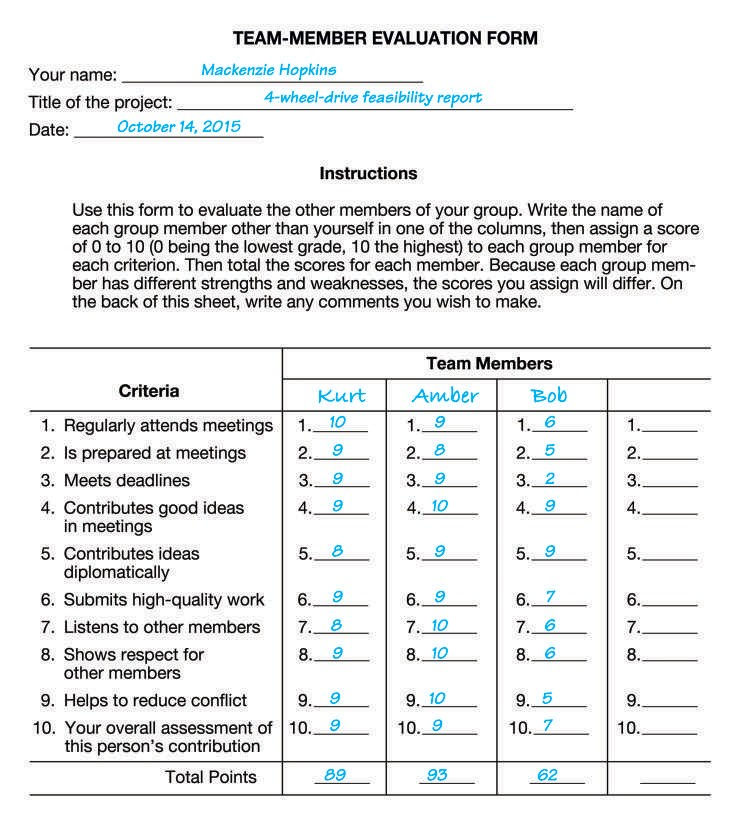 TEAM-MEMBER EVALUATION FORM
Your name: Mackenzie Hopkins
Title of the project: 4-wheel-drive feasibility report
Date: October 14, 2015
Instructions
Use this form to evaluate the other members of your group. Write the name of
each group member other than yourself in one of the columns, then assign a score
of 0 to 10 (0 being the lowest grade, 10 the highest) to each group member for
each criterion. Then total the scores for each member. Because each group mem-
ber has different strengths and weaknesses, the scores you assign will differ. On
the back of this sheet, write any comments you wish to make.
Team Members
Criteria Kurt Amber Bob
1. Regularly attends meetings 1. 10 1. 9 1. 6 1.
2. Is prepared at meetings 2. 9 2. 8 2. 5 2.
3. Meets deadlines 3. 9 3. 9 3. 2 3.
4. Contributes good ideas 4. 9 4. 10 4. 9 4.
in meetings
5. Contributes ideas 5. 8 5. 9 5. 9 5.
diplomatically
6. Submits high-quality work 6. 9 6. 9 6. 7 6.
7. Listens to other members 7. 8 7. 10 7. 6 7.
8. Shows respect for 8. 9 8. 10 8. 6 8.
other members
9. Helps to reduce conflict 9. 9 9. 10 9. 5 9.
10. Your overall assessment of 10. 9 10. 9 10. 7 10.
this person's contribution
Total Points 89 93 62